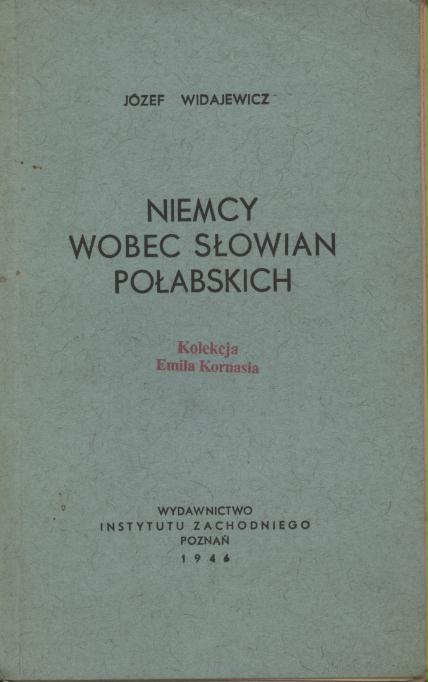 JÓZEF WIDAJEWICZ
NIEMCY
WOBEC SŁOWIAN
POŁABSKICH
Kolekcja
Emila Kornasia
WYDAWNICTWO
INSTYTUTU ZACHODNIEGO
POZNAŃ
1946